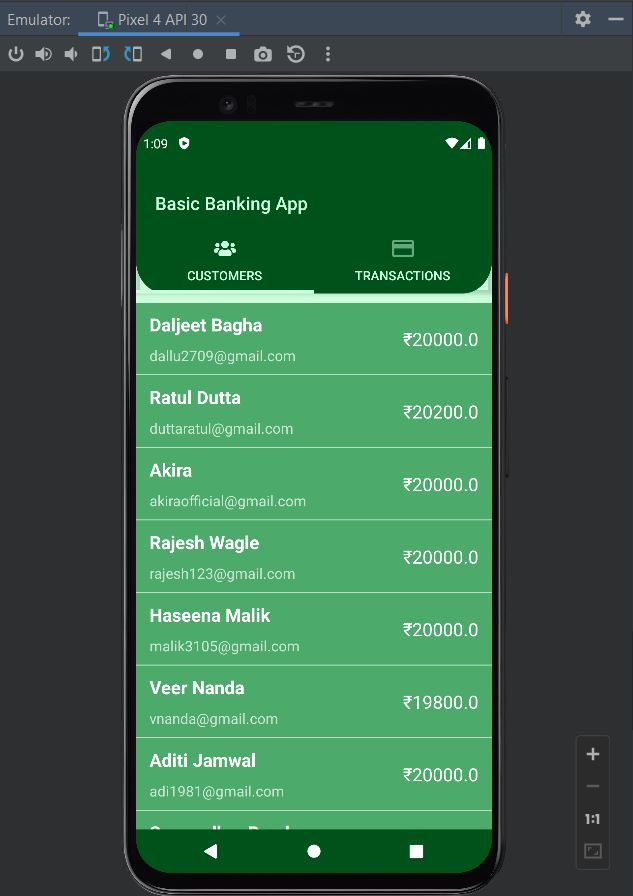 Emulator: Pixel 4 API 30
1:09
Basic Banking App
CUSTOMERS TRANSACTIONS
Daljeet Bagha
dallu2709@gmail.com
₹20000.0
Ratul Dutta
duttaratul@gmail.com
₹20200.0
Akira
akiraofficial@gmail.com
₹20000.0
Rajesh Wagle
rajesh123@gmail.com
₹20000.0
Haseena Malik
malik3105@gmail.com
₹20000.0
Veer Nanda
vnanda@gmail.com
₹19800.0
Aditi Jamwal
adi1981@gmail.com
₹20000.0
1:1